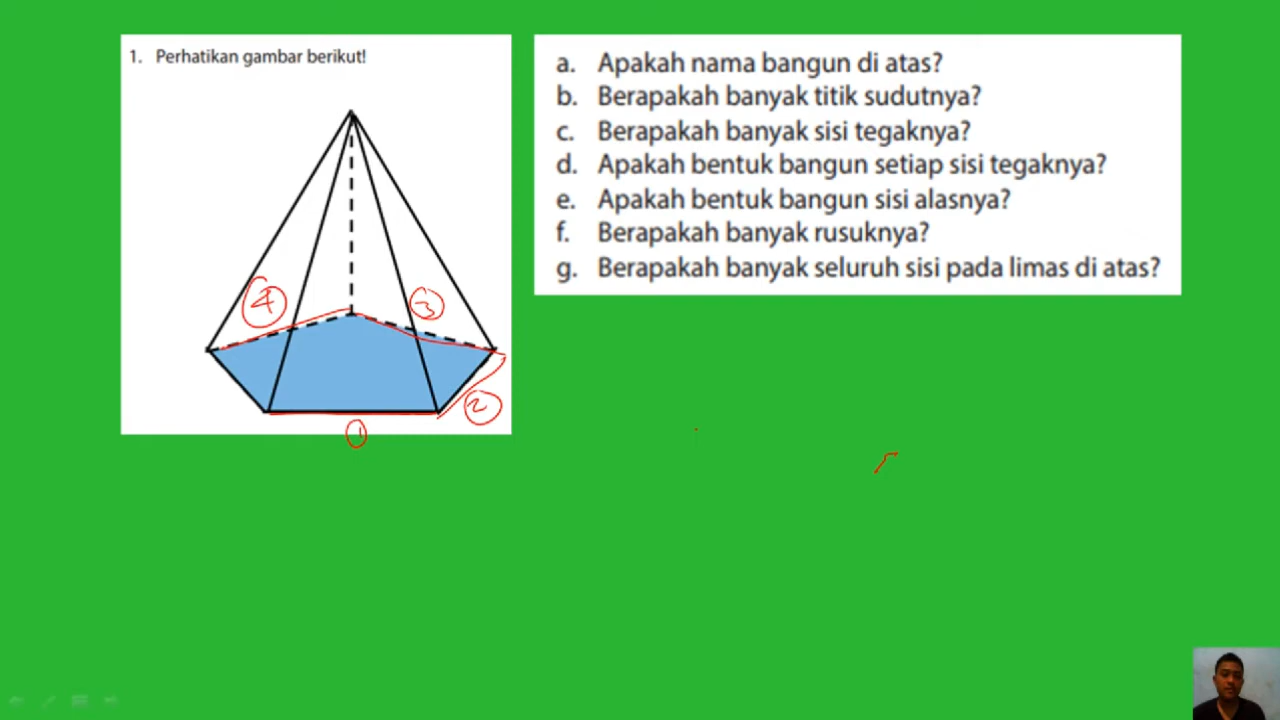 1. Perhatikan gambar berikut!
4
3
2
1
a. Apakah nama bangun di atas?
b. Berapakah banyak titik sudutnya?
c. Berapakah banyak sisi tegaknya?
d. Apakah bentuk bangun setiap sisi tegaknya?
e. Apakah bentuk bangun sisi alasnya?
f. Berapakah banyak rusuknya?
g. Berapakah banyak seluruh sisi pada limas di atas?